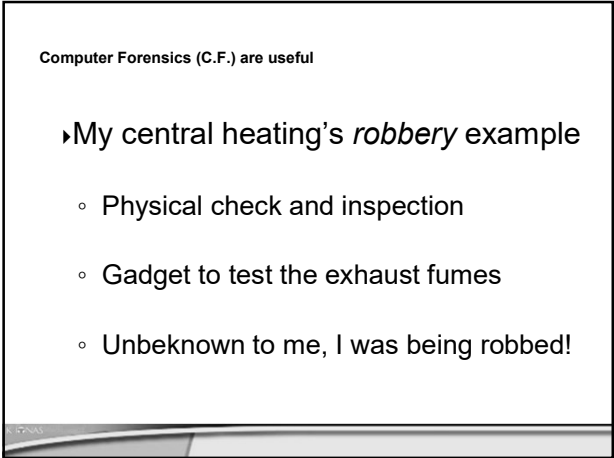 Computer Forensics (C.F.) are useful
▸My central heating's robbery example
◦ Physical check and inspection
◦ Gadget to test the exhaust fumes
◦ Unbeknown to me, I was being robbed!